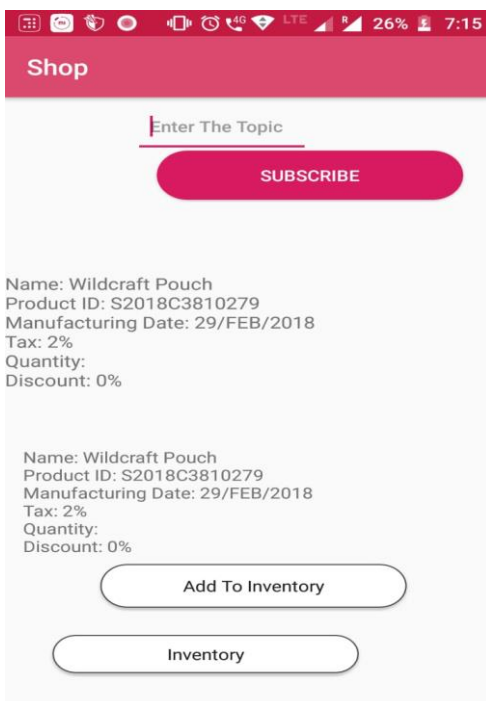 LTE R 26% 7:15
Shop
Enter The Topic
SUBSCRIBE
Name: Wildcraft Pouch
Product ID: S2018C3810279
Manufacturing Date: 29/FEB/2018
Tax: 2%
Quantity:
Discount: 0%
Name: Wildcraft Pouch
Product ID: S2018C3810279
Manufacturing Date: 29/FEB/2018
Tax: 2%
Quantity:
Discount: 0%
Add To Inventory
Inventory